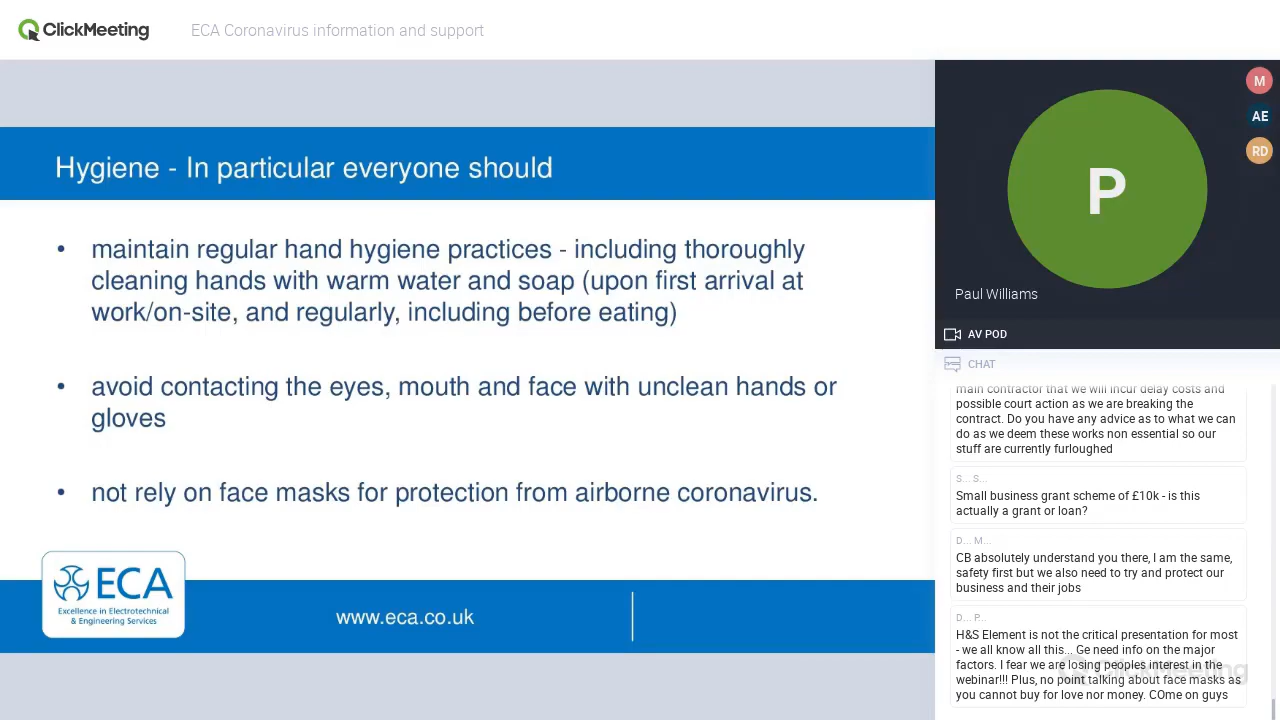 ClickMeeting
ECA Coronavirus information and support
Hygiene - In particular everyone should
• maintain regular hand hygiene practices - including thoroughly
cleaning hands with warm water and soap (upon first arrival at
work/on-site, and regularly, including before eating)
• avoid contacting the eyes, mouth and face with unclean hands or
gloves
• not rely on face masks for protection from airborne coronavirus.
ECA
Excellence in Electrotechnical
& Engineering Services
www.eca.co.uk
M
AE
RD
P
Paul Williams
AV POD
CHAT
main contractor that we will incur delay costs and
possible court action as we are breaking the
contract. Do you have any advice as to what we can
do as we deem these works non essential so our
stuff are currently furloughed
S... S...
Small business grant scheme of £10k - is this
actually a grant or loan?
D... M...
CB absolutely understand you there, I am the same,
safety first but we also need to try and protect our
business and their jobs
D... P...
H&S Element is not the critical presentation for most
- we all know all this... Ge need info on the major
factors. I fear we are losing peoples interest in the
webinar!!! Plus, no point talking about face masks as
you cannot buy for love nor money. COme on guys
ClickMeeting